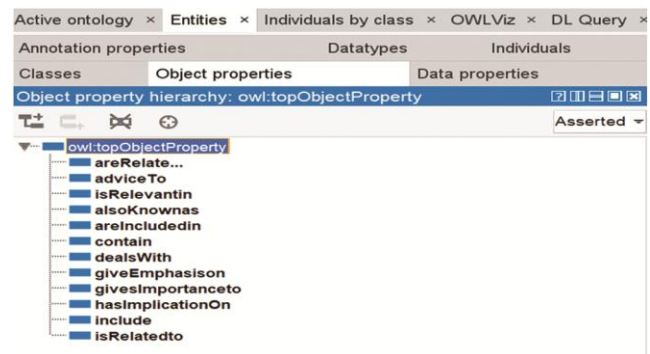 Active ontology × Entities × Individuals by class × OWLViz × DL Query ×
Annotation properties Datatypes Individuals
Classes Object properties Data properties
Object property hierarchy: owl:topObjectProperty
Asserted
owl:topObjectProperty
areRelate...
adviceTo
isRelevantin
alsoKnownas
areIncludedin
contain
dealsWith
giveEmphasison
givesImportanceto
hasImplicationOn
include
isRelatedto